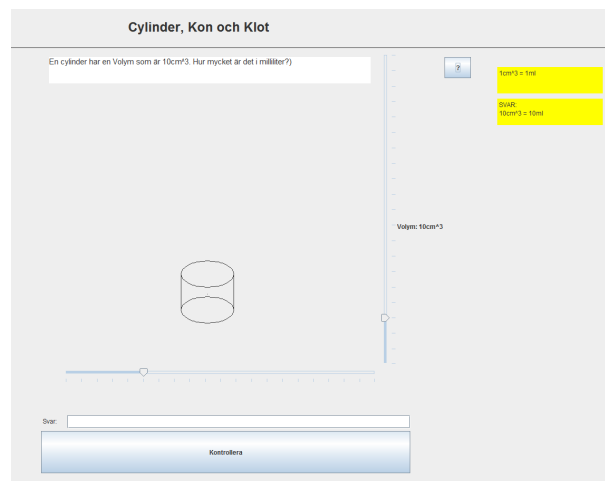 Cylinder, Kon och Klot
En cylinder har en Volym som är 10cm^3. Hur mycket är det i milliliter?)
?
1cm^3 = 1ml
SVAR:
10cm^3 = 10ml
Volym: 10cm^3
Svar:
Kontrollera